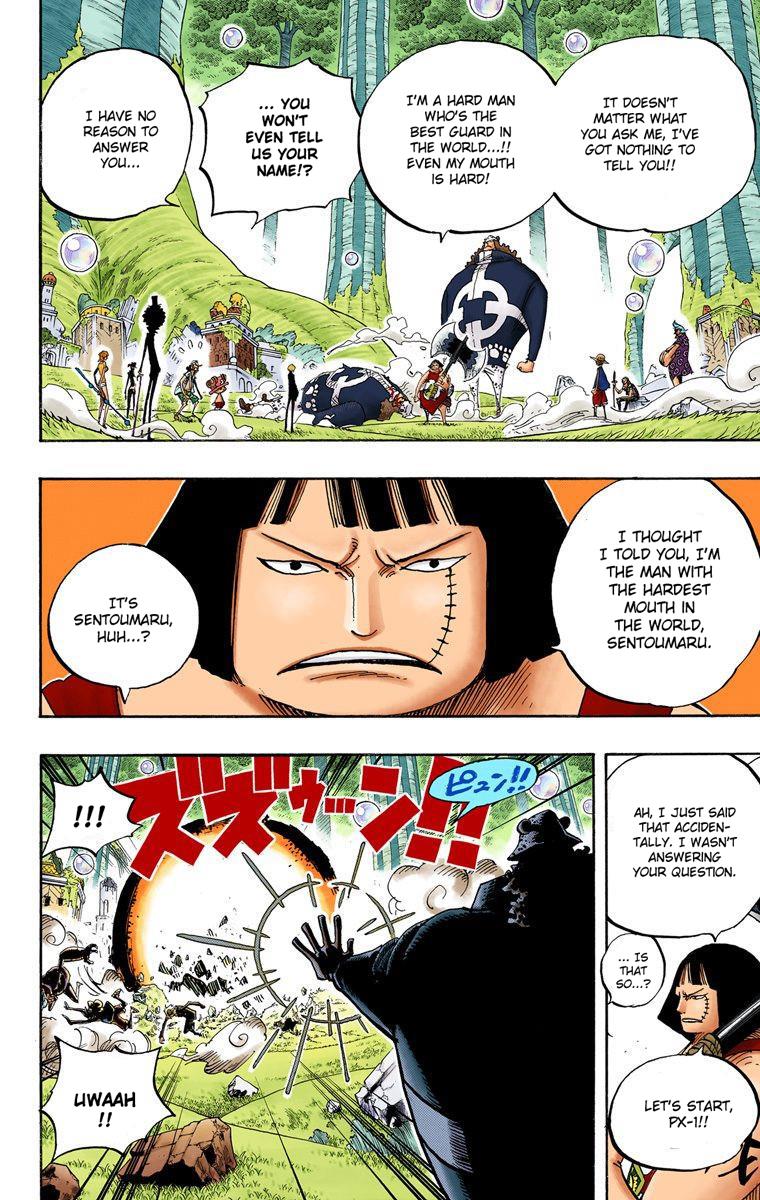 IT DOESN'T
MATTER WHAT
YOU ASK ME, I'VE
GOT NOTHING TO
TELL YOU!!
I'M A HARD MAN
WHO'S THE
BEST GUARD IN
THE WORLD...!!
EVEN MY MOUTH
IS HARD!
... YOU
WON'T
EVEN TELL
US YOUR
NAME!?
I HAVE NO
REASON TO
ANSWER
YOU...
I THOUGHT
I TOLD YOU, I'M
THE MAN WITH
THE HARDEST
MOUTH IN
THE WORLD,
SENTOUMARU.
IT'S
SENTOUMARU,
HUH...?
AH, I JUST SAID
THAT ACCIDEN-
TALLY. I WASN'T
ANSWERING
YOUR QUESTION.
... IS
THAT
SO...?
LET'S START,
PX-1!!
ピュン!!
ズズゥッン!!
!!!
UWAAH
!!